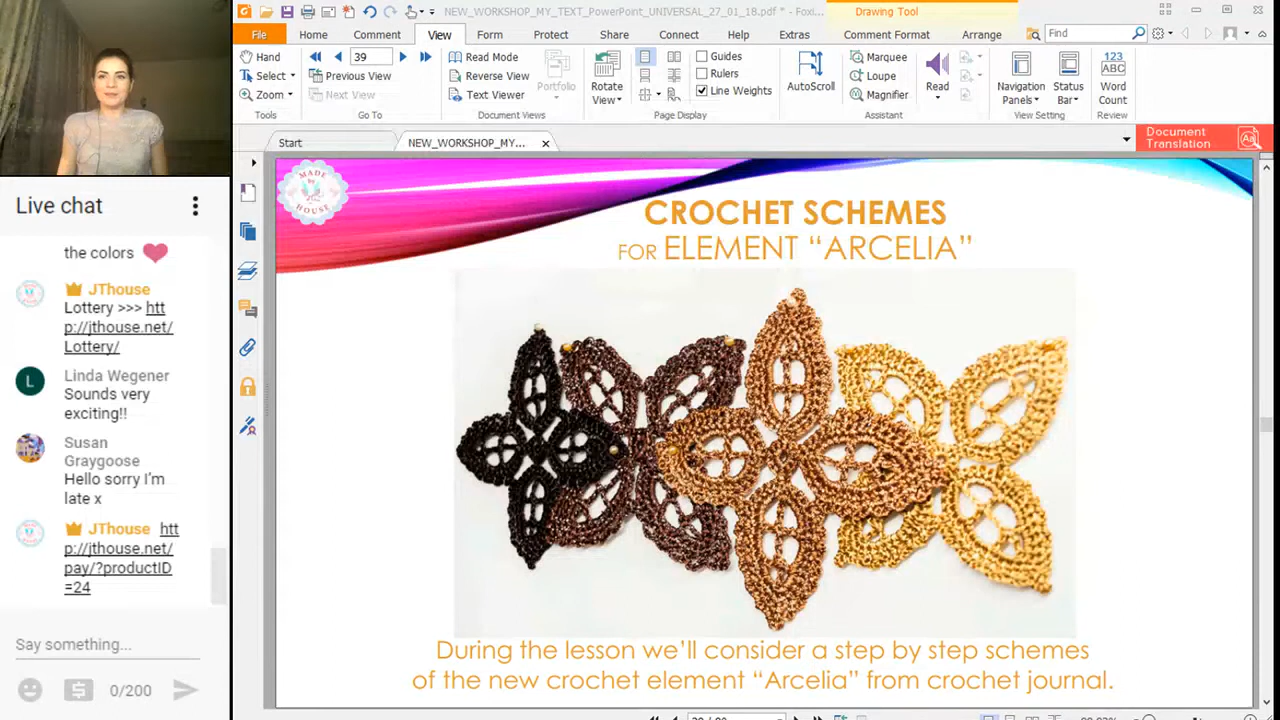 NEW_WORKSHOP_MY_TEXT_PowerPoint_UNIVERSAL_27_01_18.pdf * - Foxi...
Drawing Tool
File Home Comment View Form Protect Share Connect Help Extras Comment Format Arrange Find
Hand
Select
Zoom
Tools
39
Previous View
Next View
Go To
Read Mode
Reverse View
Text Viewer
Portfolio
Document Views
Rotate
View
Page Display
Guides
Rulers
Line Weights
AutoScroll
Marquee
Loupe
Magnifier
Assistant
Read
Navigation
Panels
Status
Bar
View Setting
123
ABC
Word
Count
Review
Start
NEW_WORKSHOP_MY...
Document
Translation
Live chat
the colors
JThouse
Lottery >>> htt
p://jthouse.net/
Lottery/
Linda Wegener
Sounds very
exciting!!
Susan
Graygoose
Hello sorry I'm
late x
JThouse htt
p://jthouse.net/
pay/?productID
=24
Say something...
0/200
MADE
by
HOUSE
CROCHET SCHEMES
FOR ELEMENT “ARCELIA”
During the lesson we'll consider a step by step schemes
of the new crochet element “Arcelia” from crochet journal.